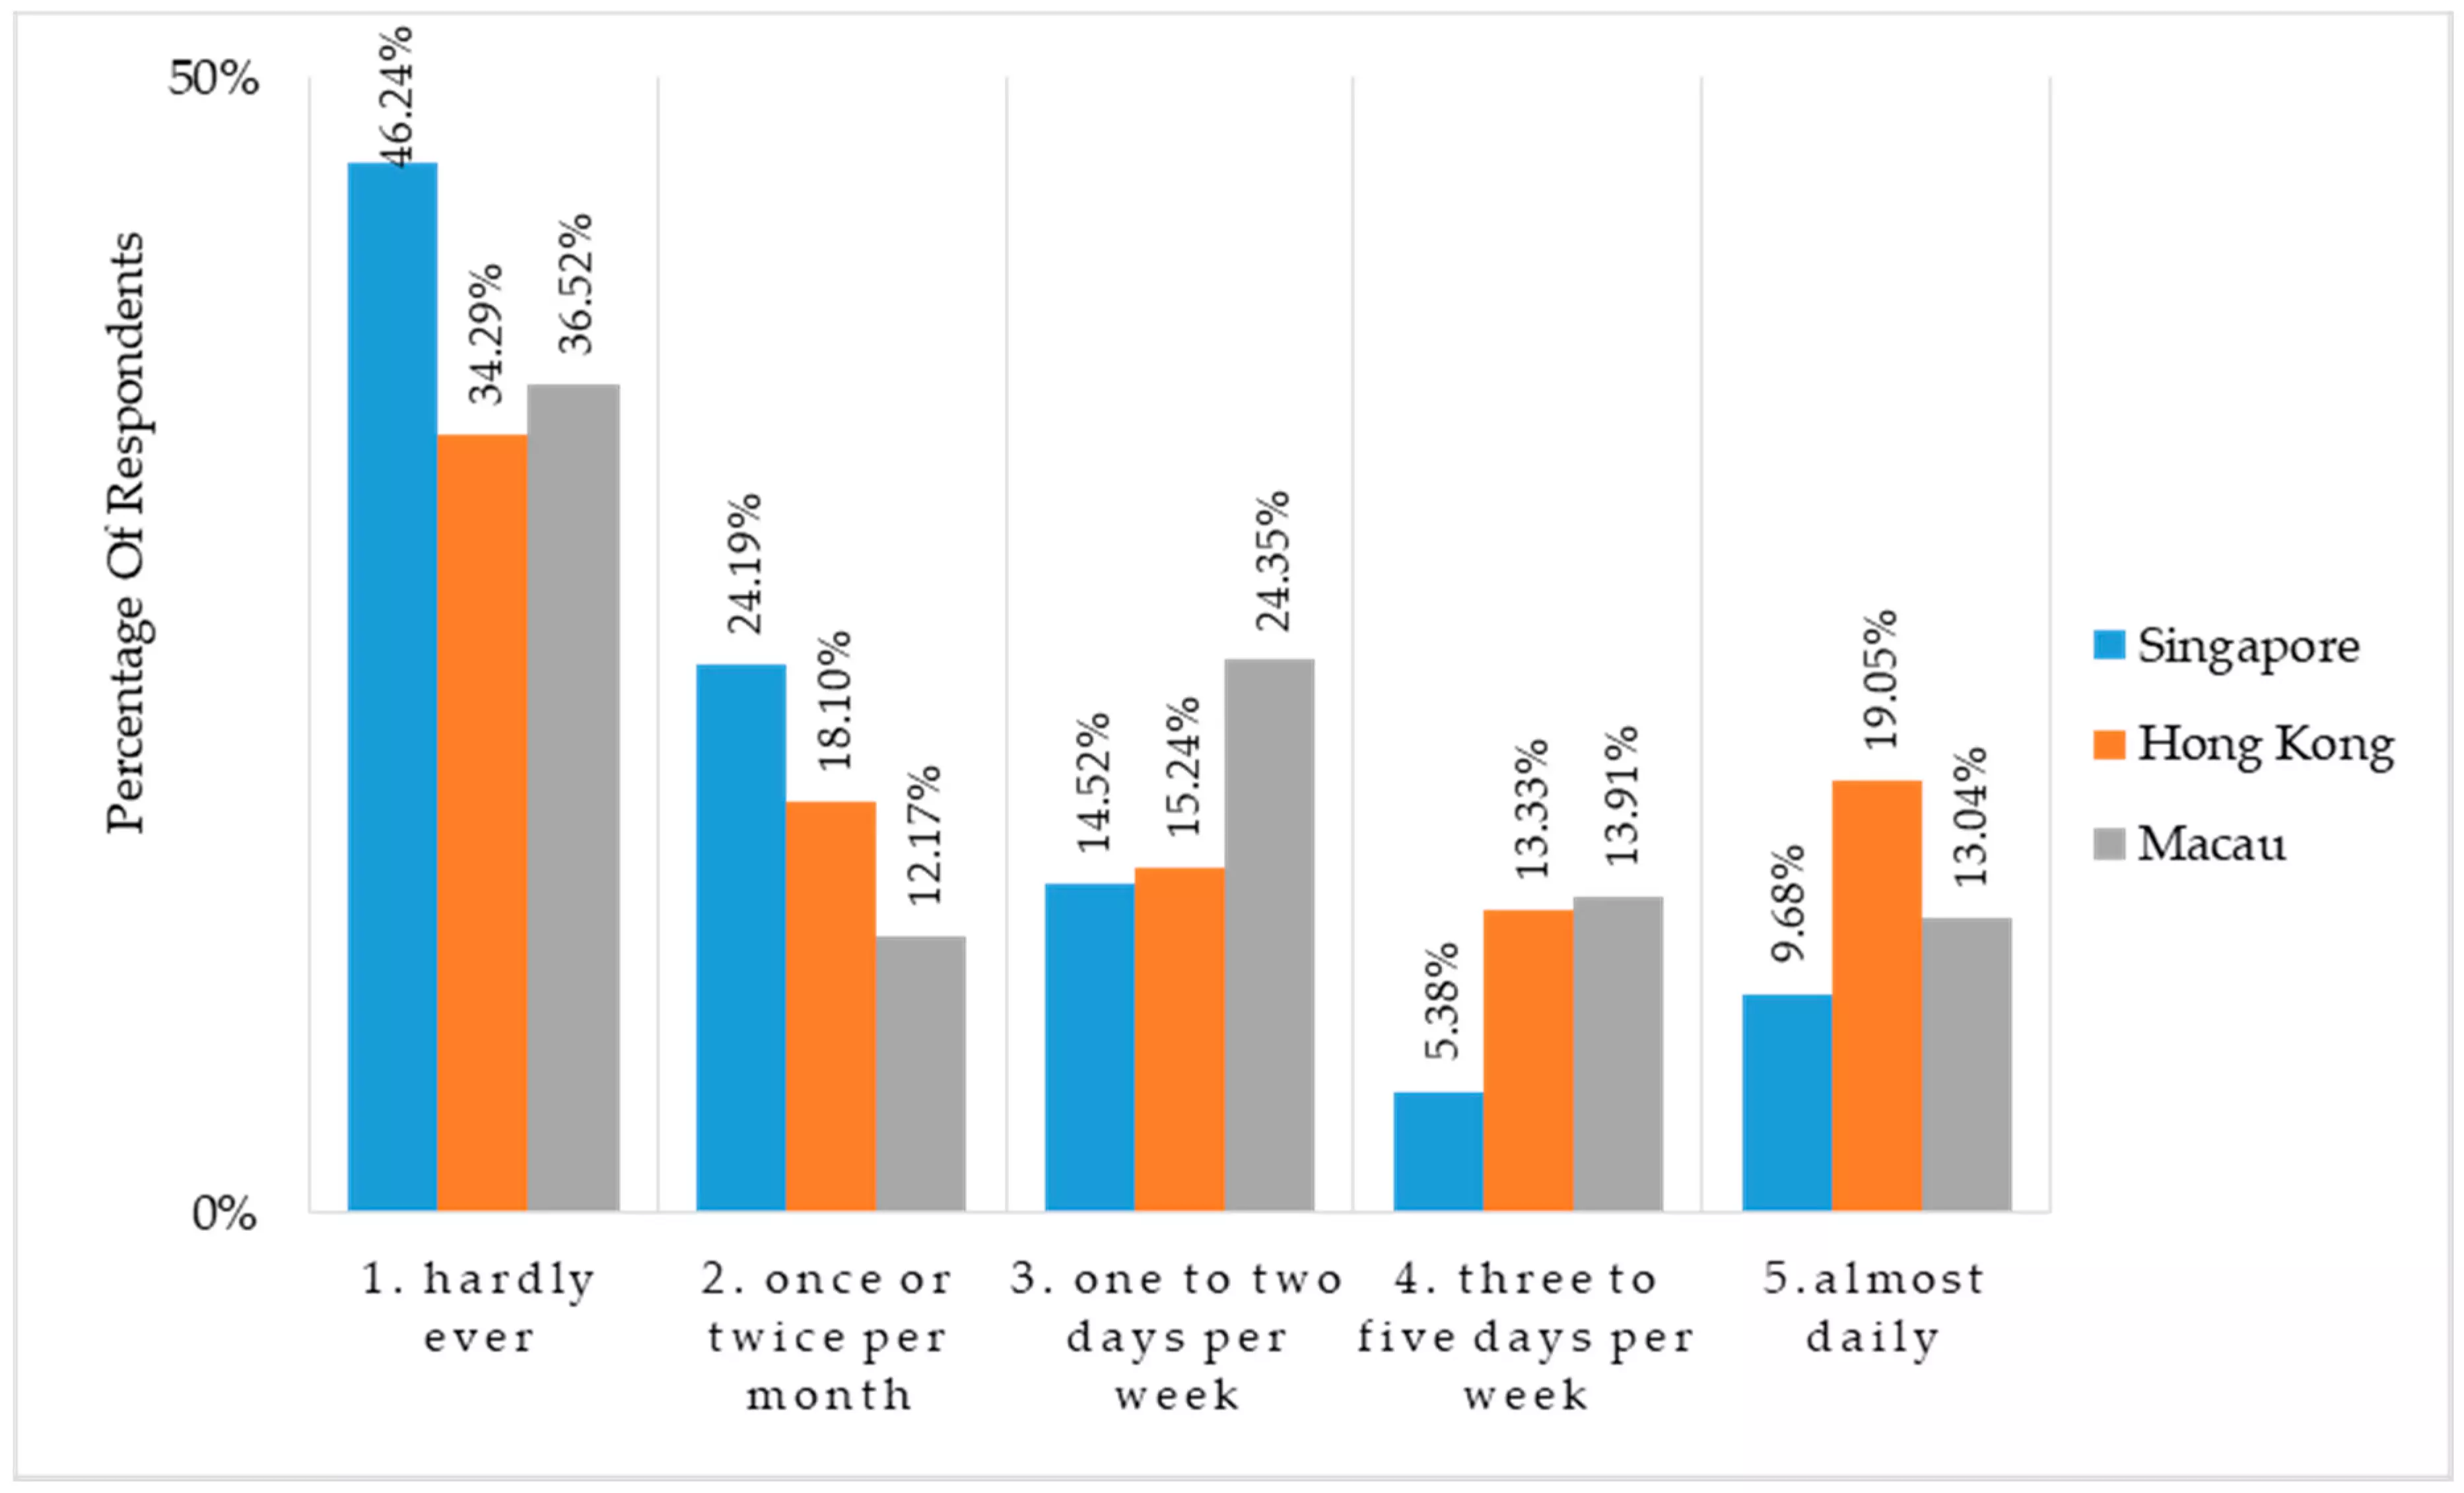 50%
0%
Percentage Of Respondents
46.24%
34.29%
36.52%
24.19%
18.10%
12.17%
14.52%
15.24%
24.35%
5.38%
13.33%
13.91%
9.68%
19.05%
13.04%
1. hardly
ever
2. once or
twice per
month
3. one to two
days per
week
4. three to
five days per
week
5.almost
daily
Singapore
Hong Kong
Macau